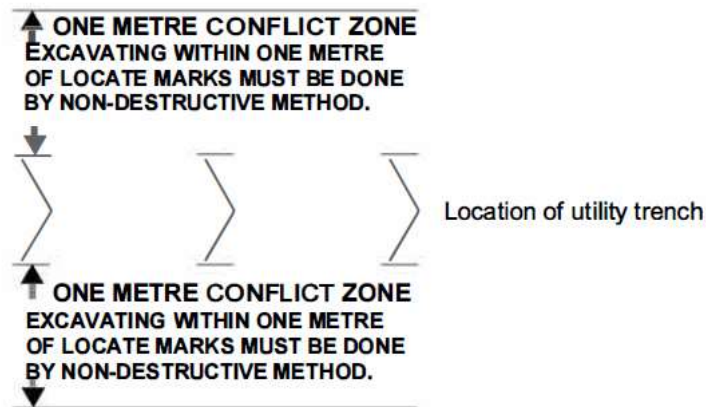 ONE METRE CONFLICT ZONE
EXCAVATING WITHIN ONE METRE
OF LOCATE MARKS MUST BE DONE
BY NON-DESTRUCTIVE METHOD.
Location of utility trench
ONE METRE CONFLICT ZONE
EXCAVATING WITHIN ONE METRE
OF LOCATE MARKS MUST BE DONE
BY NON-DESTRUCTIVE METHOD.